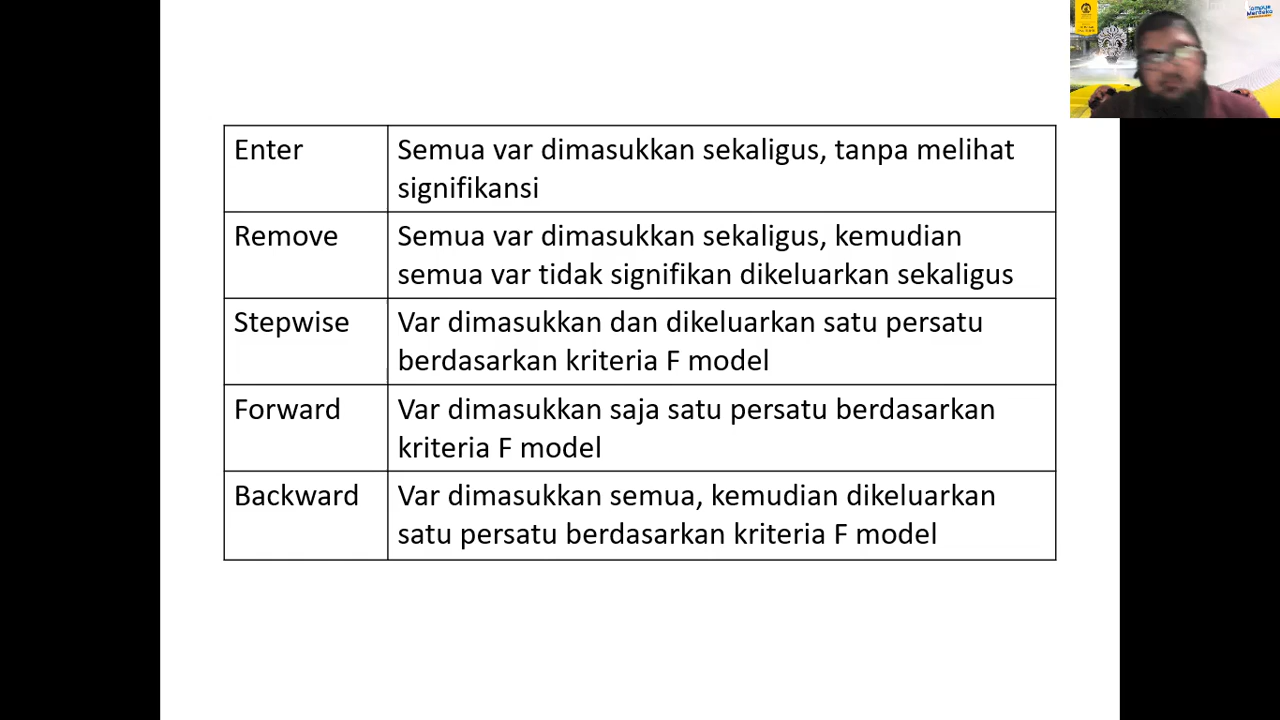 Kampus
Merdeka
Enter
Semua var dimasukkan sekaligus, tanpa melihat
signifikansi
Remove
Semua var dimasukkan sekaligus, kemudian
semua var tidak signifikan dikeluarkan sekaligus
Stepwise
Var dimasukkan dan dikeluarkan satu persatu
berdasarkan kriteria F model
Forward
Var dimasukkan saja satu persatu berdasarkan
kriteria F model
Backward
Var dimasukkan semua, kemudian dikeluarkan
satu persatu berdasarkan kriteria F model